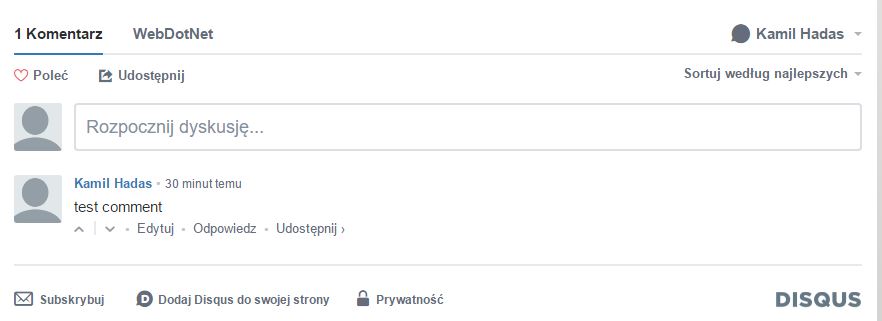 1 Komentarz WebDotNet Kamil Hadas
Poleć Udostępnij Sortuj według najlepszych
Rozpocznij dyskusję...
Kamil Hadas • 30 minut temu
test comment
• Edytuj • Odpowiedz • Udostępnij ›
Subskrybuj D Dodaj Disqus do swojej strony Prywatność DISQUS